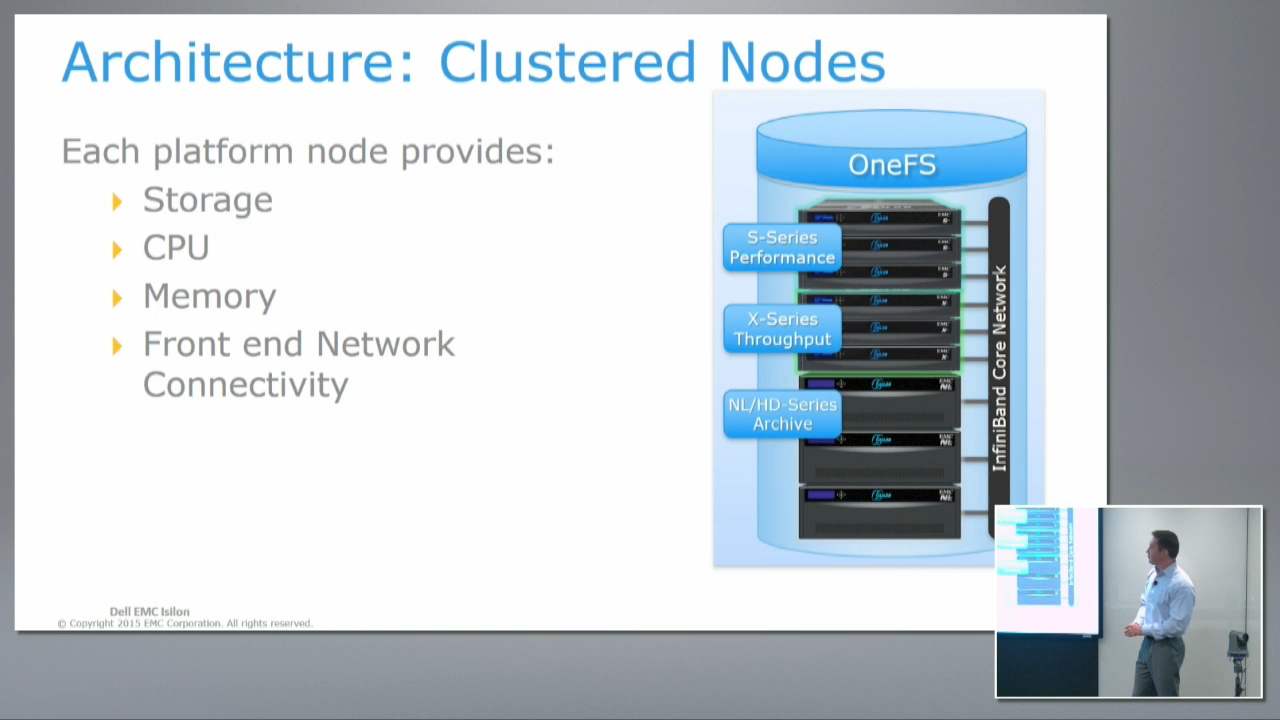 Architecture: Clustered Nodes
Each platform node provides:
Storage
CPU
Memory
Front end Network
Connectivity
OneFS
S-Series
Performance
X-Series
Throughput
NL/HD-Series
Archive
InfiniBand Core Network
Dell EMC Isilon
© Copyright 2015 EMC Corporation. All rights reserved.